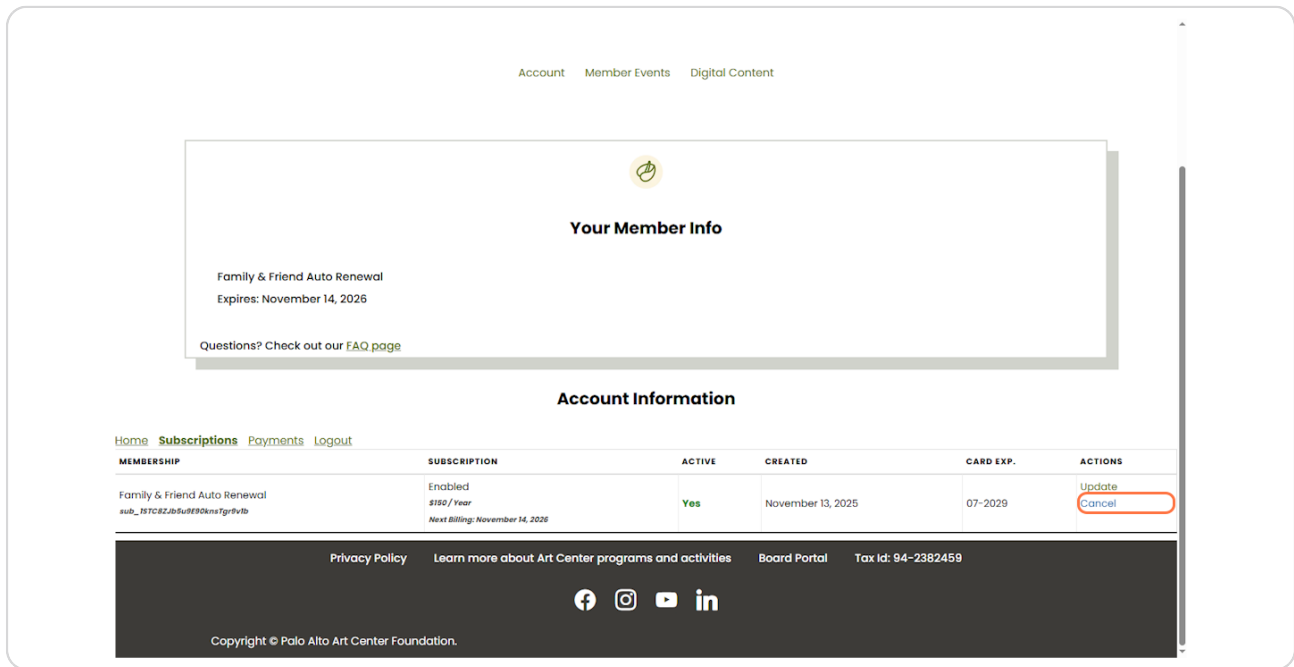 Account Member Events Digital Content
Your Member Info
Family & Friend Auto Renewal
Expires: November 14, 2026
Questions? Check out our FAQ page
Account Information
Home Subscriptions Payments Logout
MEMBERSHIP SUBSCRIPTION ACTIVE CREATED CARD EXP. ACTIONS
Family & Friend Auto Renewal
sub_1STC8ZJb5u9E90knsTgr9v1b
Enabled
$150 / Year
Next Billing: November 14, 2026
Yes
November 13, 2025
07-2029
Update
Cancel
Privacy Policy Learn more about Art Center programs and activities Board Portal Tax Id: 94-2382459
Copyright © Palo Alto Art Center Foundation.